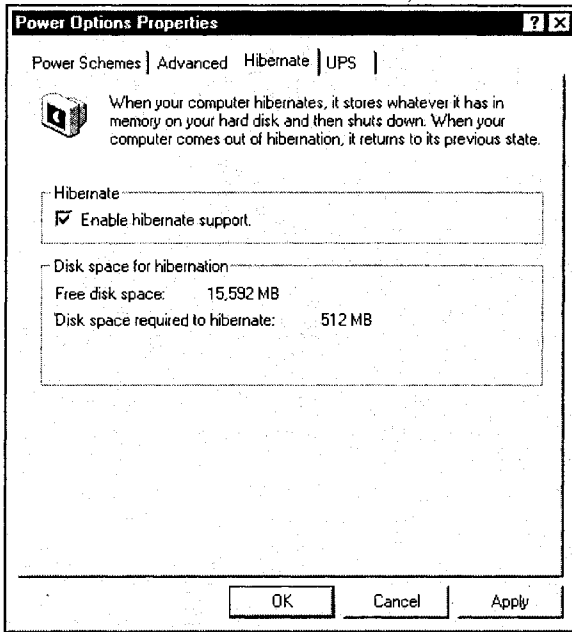 Power Options Properties ? X
Power Schemes Advanced Hibernate UPS
When your computer hibernates, it stores whatever it has in
memory on your hard disk and then shuts down. When your
computer comes out of hibernation, it returns to its previous state.
Hibernate
Enable hibernate support.
Disk space for hibernation
Free disk space: 15,592 MB
Disk space required to hibernate: 512 MB
OK Cancel Apply